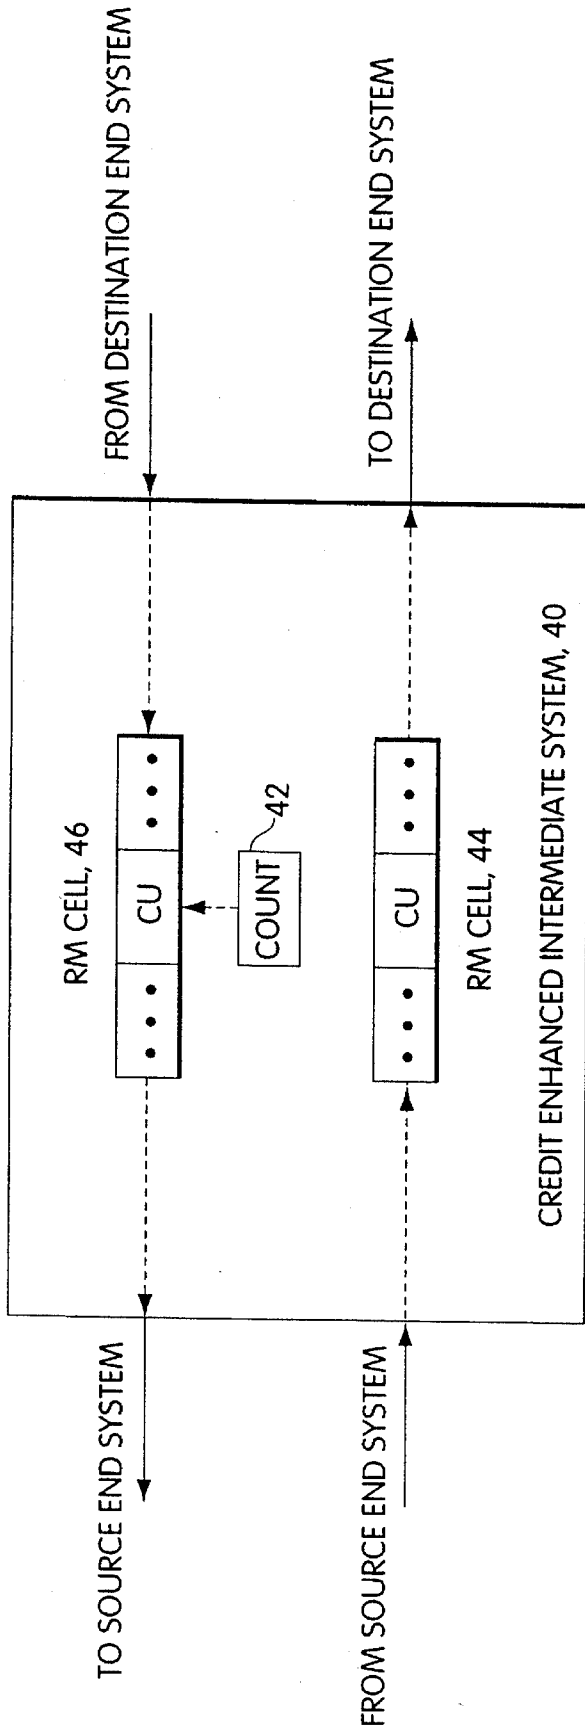 TO SOURCE END SYSTEM
FROM DESTINATION END SYSTEM
RM CELL, 46
• • • CU • • •
COUNT 42
• • • CU • • •
RM CELL, 44
FROM SOURCE END SYSTEM
TO DESTINATION END SYSTEM
CREDIT ENHANCED INTERMEDIATE SYSTEM, 40